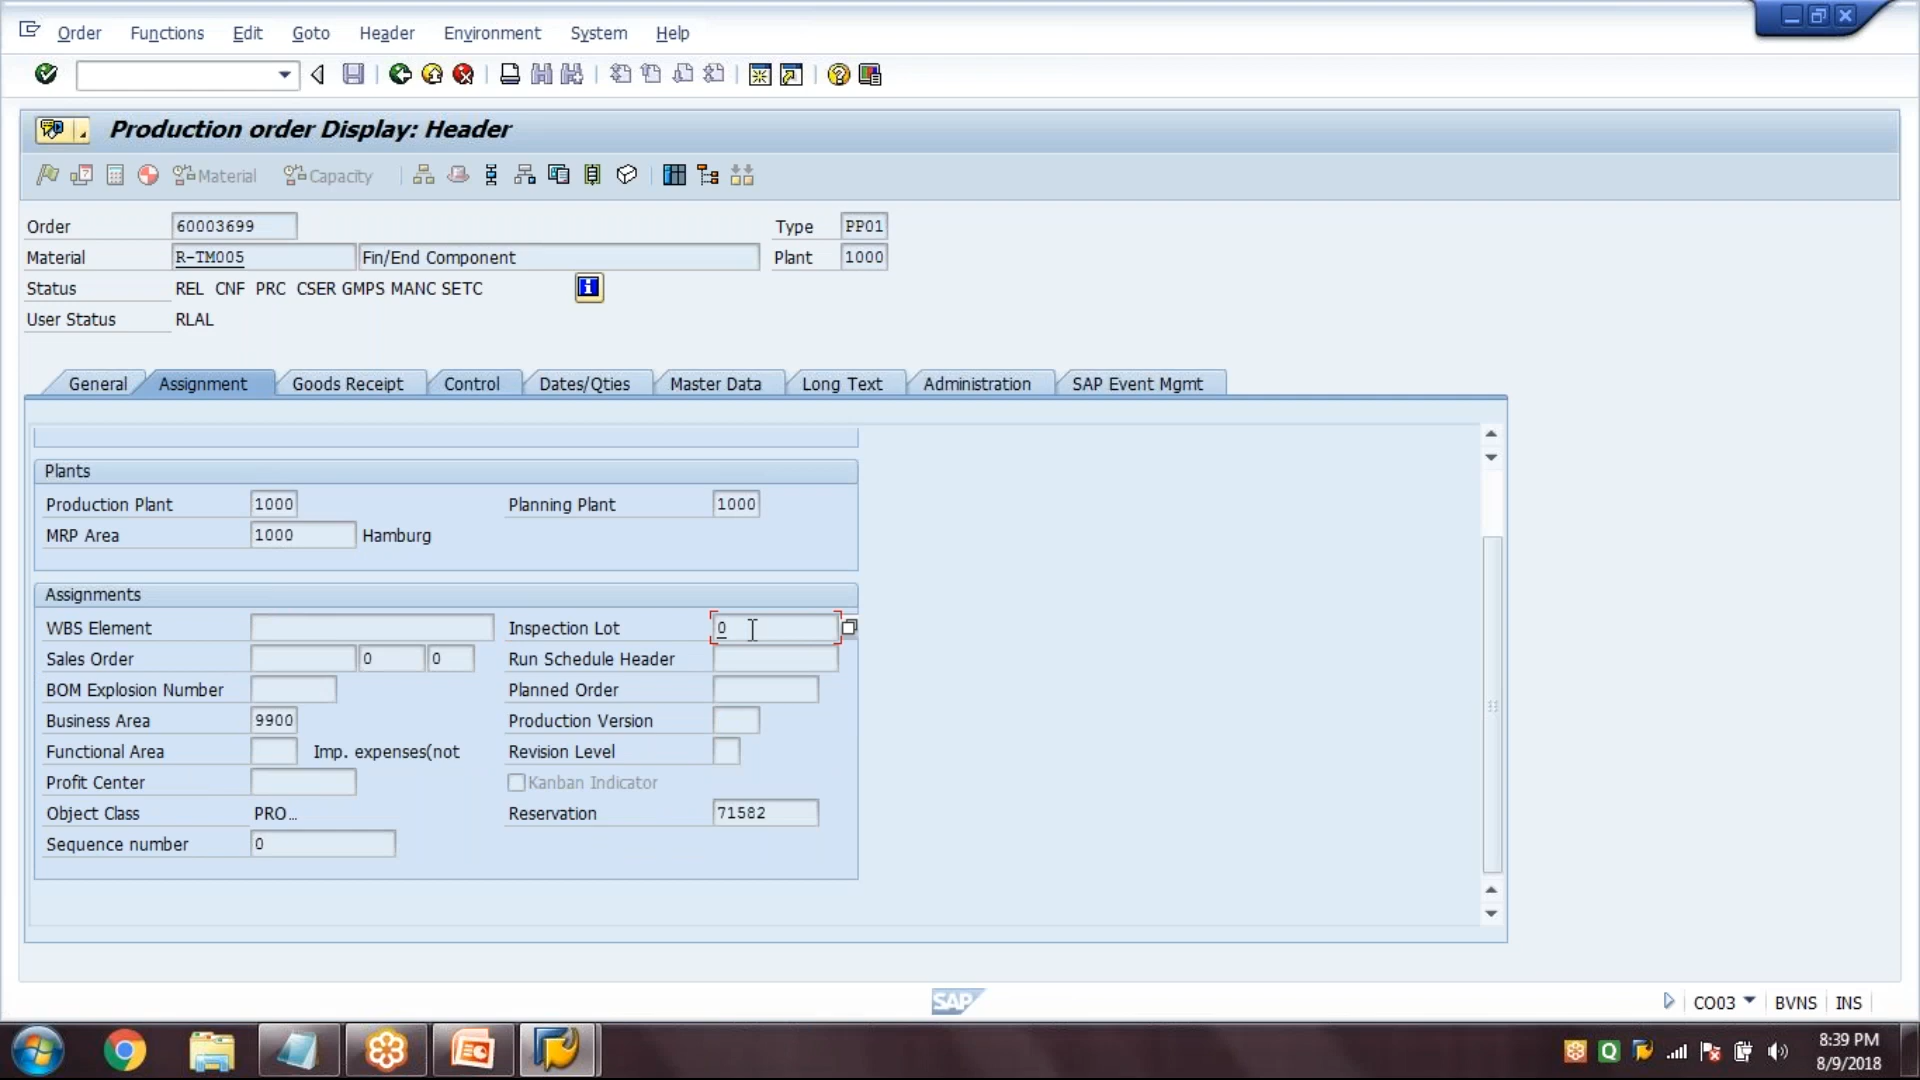 Order Functions Edit Goto Header Environment System Help
Production order Display: Header
Material Capacity
Order 60003699 Type PP01
Material R-TM005 Fin/End Component Plant 1000
Status REL CNF PRC CSER GMPS MANC SETC
User Status RLAL
General Assignment Goods Receipt Control Dates/Qties Master Data Long Text Administration SAP Event Mgmt
Plants
Production Plant 1000 Planning Plant 1000
MRP Area 1000 Hamburg
Assignments
WBS Element Inspection Lot 0
Sales Order 0 0 Run Schedule Header
BOM Explosion Number Planned Order
Business Area 9900 Production Version
Functional Area Imp. expenses(not Revision Level
Profit Center Kanban Indicator
Object Class PRO… Reservation 71582
Sequence number 0
SAP CO03 BVNS INS
8:39 PM
8/9/2018